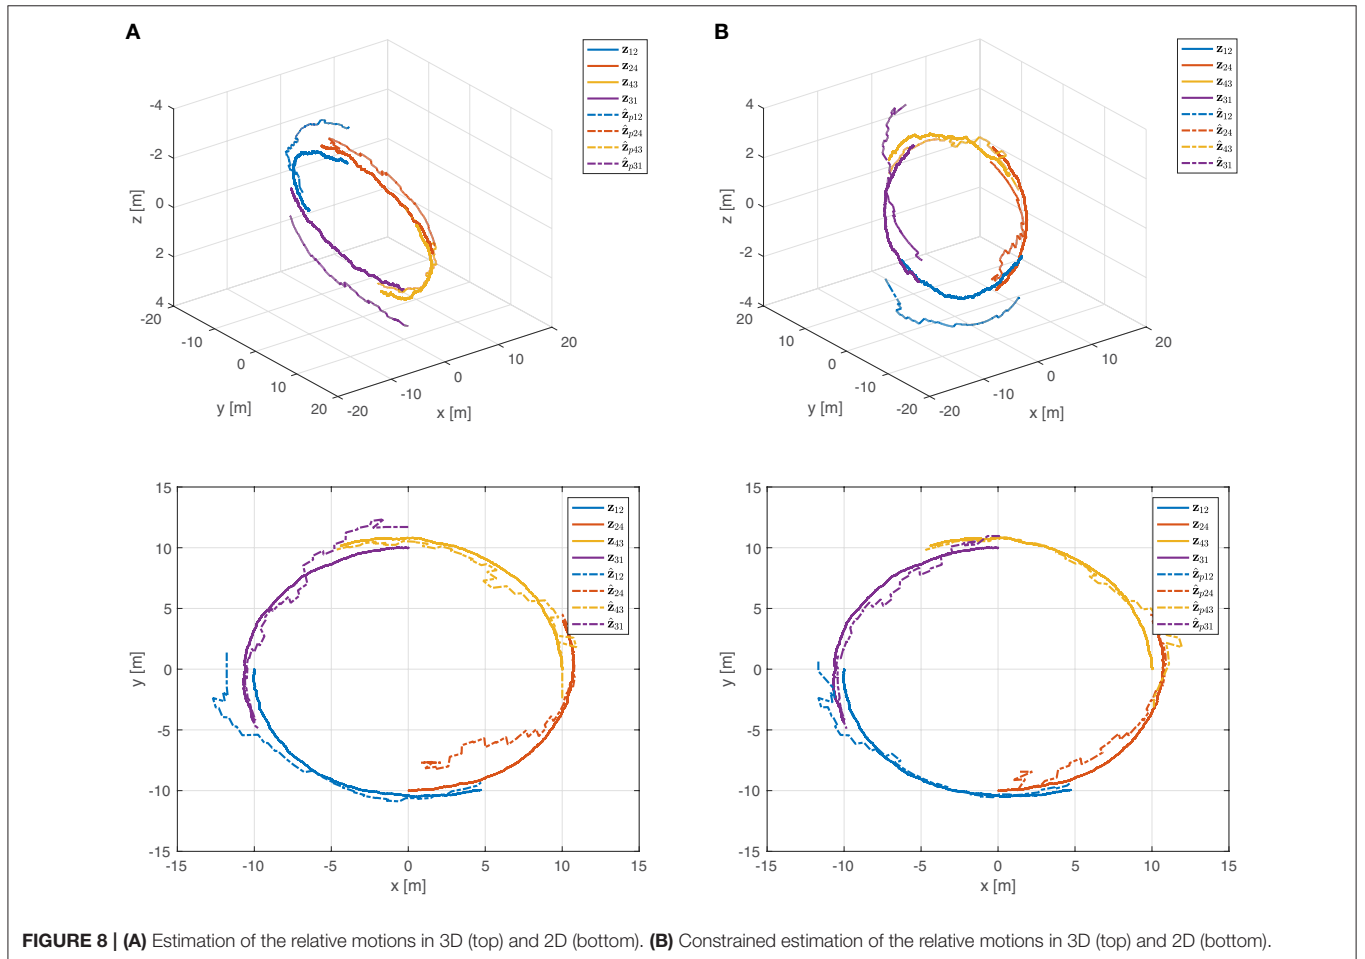 A
B
z12
z24
z43
z31
ẑp12
ẑp24
ẑp43
ẑp31
-4
-2
0
2
4
z [m]
-20
-10
0
10
20
y [m]
-20
-10
0
10
20
x [m]
z12
z24
z43
z31
ẑ12
ẑ24
ẑ43
ẑ31
4
2
0
-2
-4
z [m]
20
10
0
-10
-20
y [m]
-20
-10
0
10
20
x [m]
15
10
5
0
-5
-10
-15
y [m]
-15
-10
-5
0
5
10
15
x [m]
z12
z24
z43
z31
ẑ12
ẑ24
ẑ43
ẑ31
15
10
5
0
-5
-10
-15
y [m]
-15
-10
-5
0
5
10
15
x [m]
z12
z24
z43
z31
ẑp12
ẑp24
ẑp43
ẑp31
FIGURE 8 | (A) Estimation of the relative motions in 3D (top) and 2D (bottom). (B) Constrained estimation of the relative motions in 3D (top) and 2D (bottom).